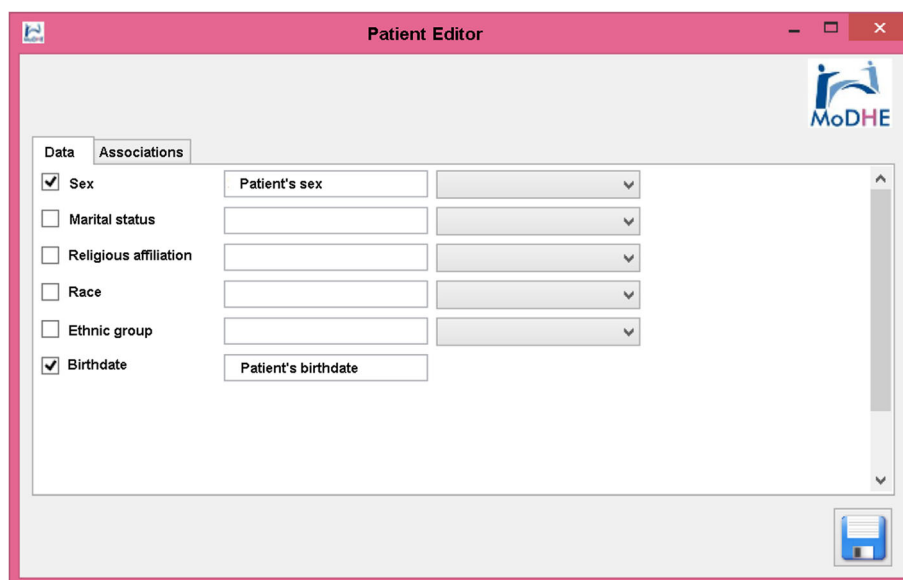 Patient Editor
MoDHE
Data Associations
Sex Patient's sex
Marital status
Religious affiliation
Race
Ethnic group
Birthdate Patient's birthdate